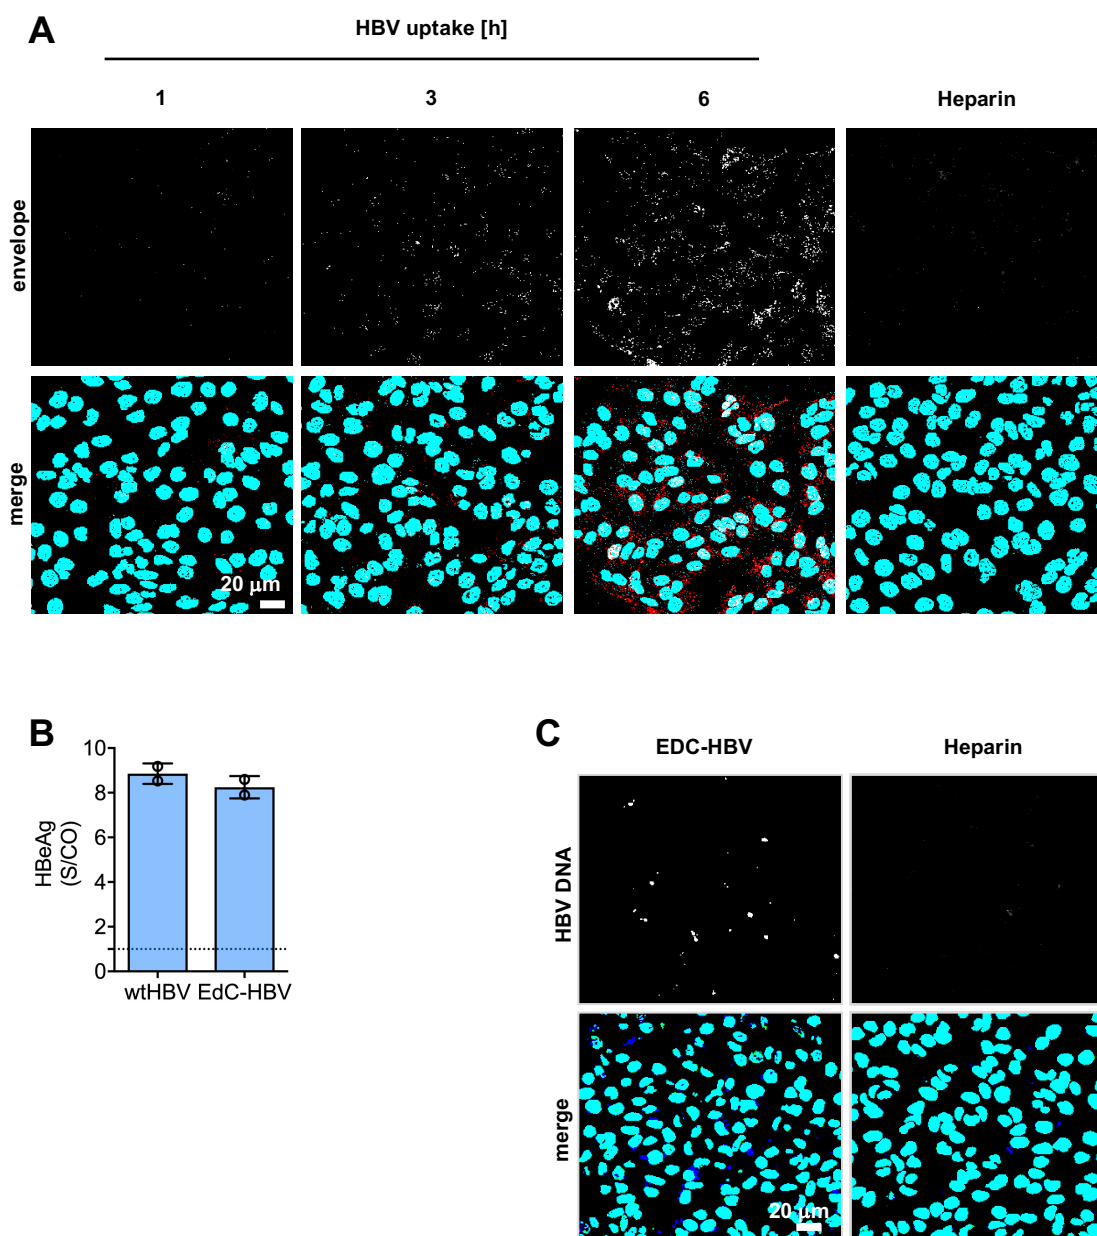 A
HBV uptake [h]
1 3 6 Heparin
envelope
merge
20 μm
B
10
8
6
4
2
0
HBeAg
(S/CO)
wtHBV EdC-HBV
C
EDC-HBV Heparin
HBV DNA
merge
20 μm